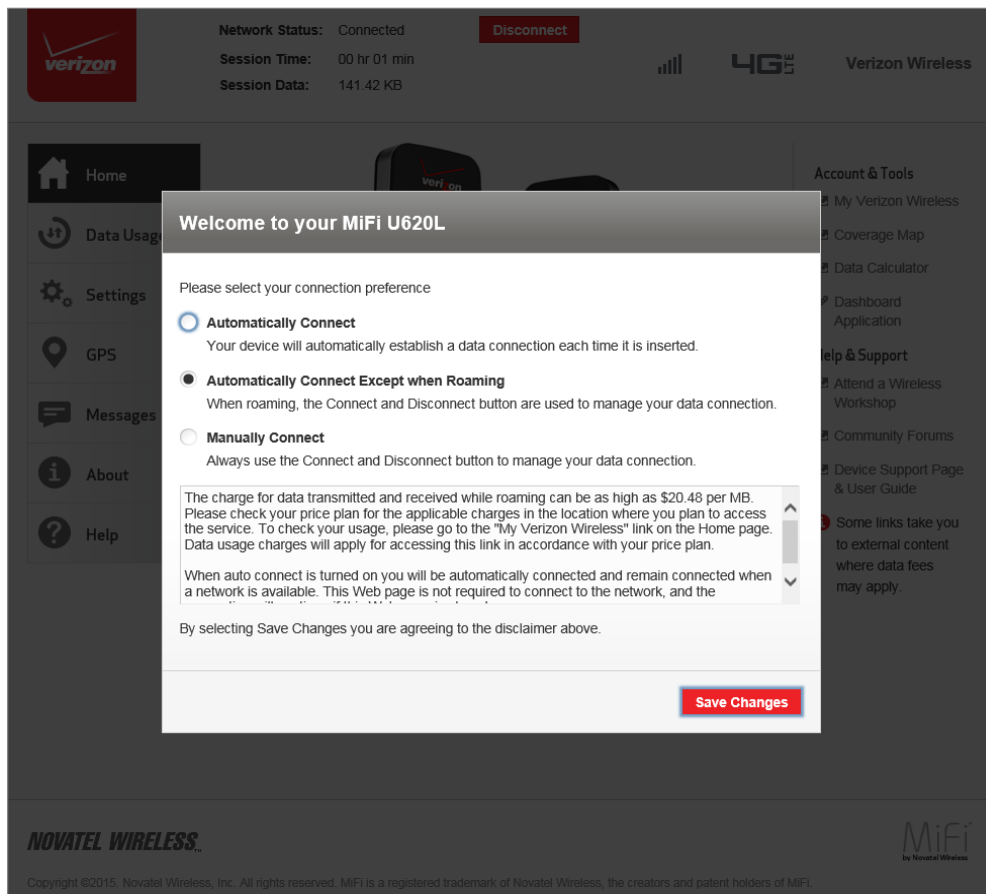 verizon
Network Status: Connected
Disconnect
Session Time: 00 hr 01 min
Session Data: 141.42 KB
4G LTE
Verizon Wireless
Home
Data Usage
Settings
GPS
Messages
About
Help
verizon
Account & Tools
My Verizon Wireless
Coverage Map
Data Calculator
Dashboard
Application
Help & Support
Attend a Wireless
Workshop
Community Forums
Device Support Page
& User Guide
Some links take you
to external content
where data fees
may apply.
Welcome to your MiFi U620L
Please select your connection preference
Automatically Connect
Your device will automatically establish a data connection each time it is inserted.
Automatically Connect Except when Roaming
When roaming, the Connect and Disconnect button are used to manage your data connection.
Manually Connect
Always use the Connect and Disconnect button to manage your data connection.
The charge for data transmitted and received while roaming can be as high as $20.48 per MB.
Please check your price plan for the applicable charges in the location where you plan to access
the service. To check your usage, please go to the "My Verizon Wireless" link on the Home page.
Data usage charges will apply for accessing this link in accordance with your price plan.
When auto connect is turned on you will be automatically connected and remain connected when
a network is available. This Web page is not required to connect to the network, and the
By selecting Save Changes you are agreeing to the disclaimer above.
Save Changes
NOVATEL WIRELESS™
MiFi
by Novatel Wireless
Copyright ©2015, Novatel Wireless, Inc. All rights reserved. MiFi is a registered trademark of Novatel Wireless, the creators and patent holders of MiFi.